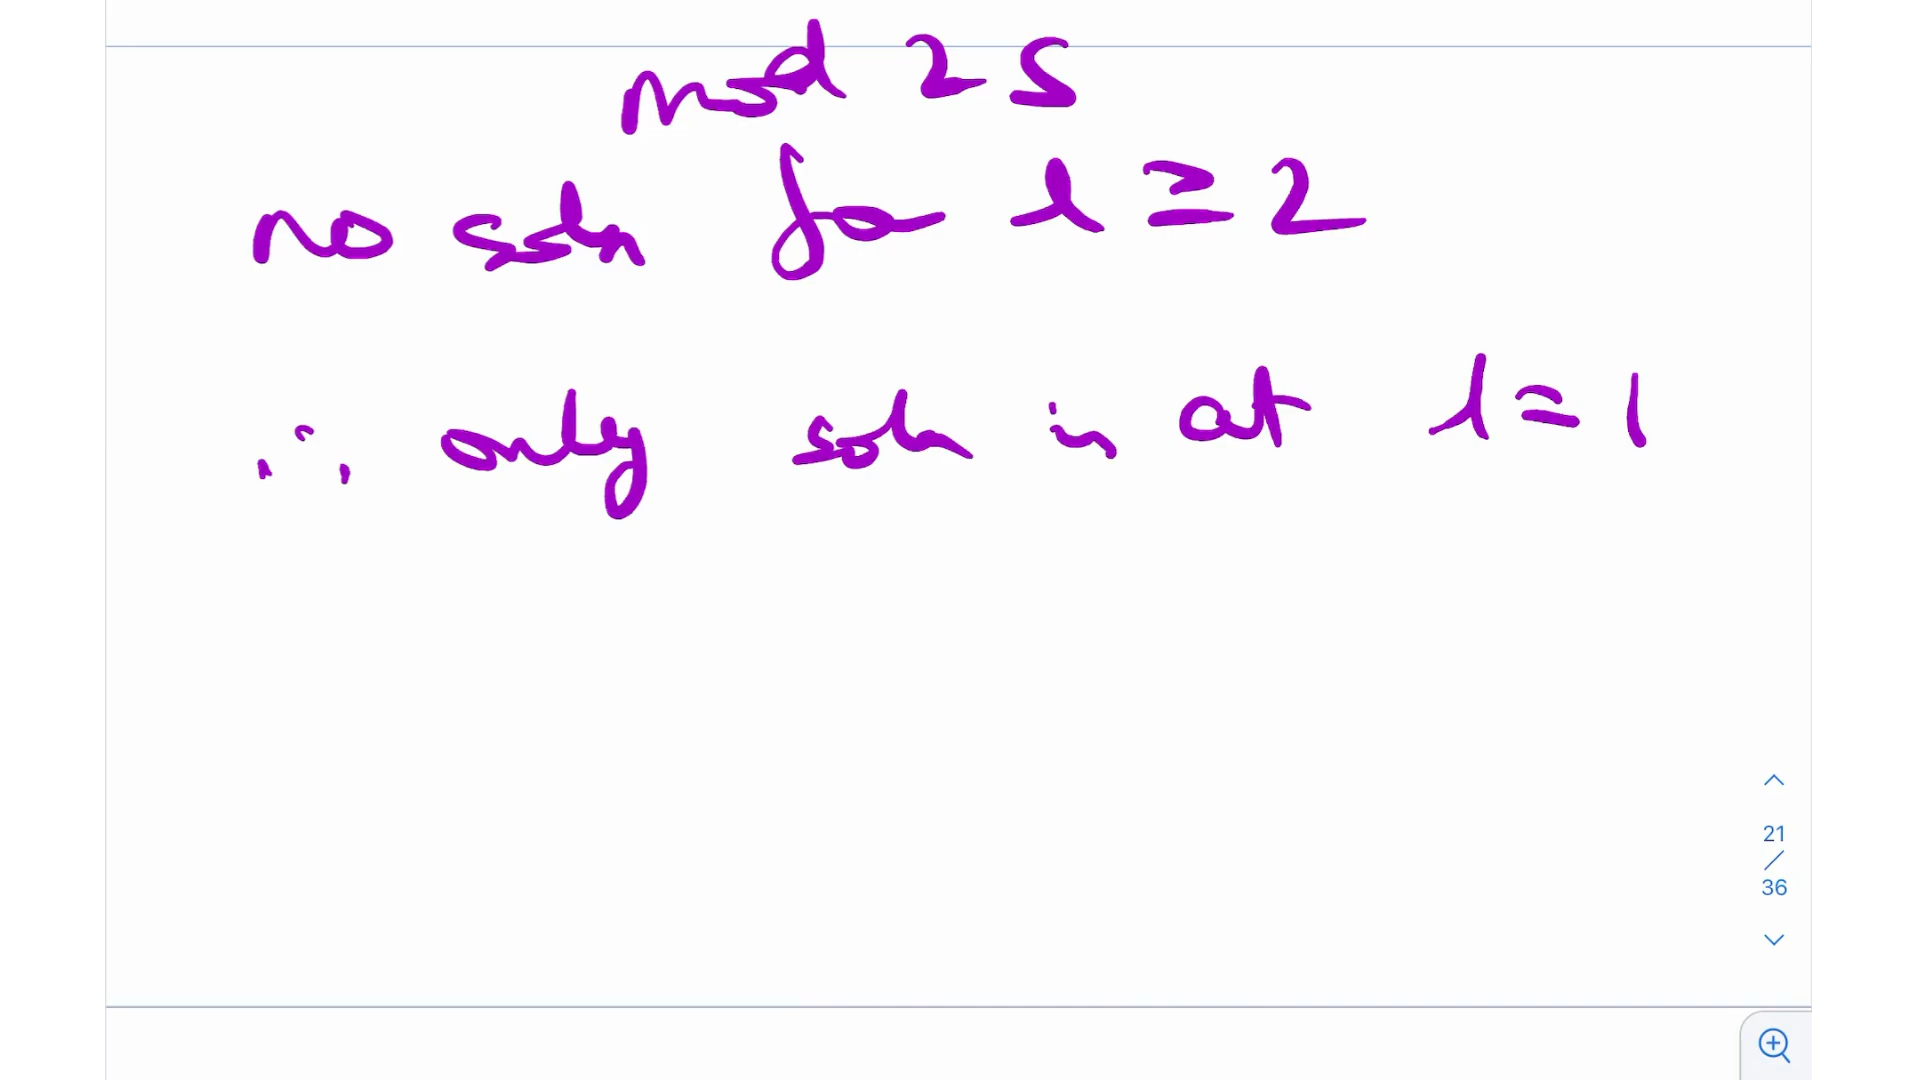 mod 25
no soln for l ≥ 2
∴ only soln is at l = 1
21
/
36